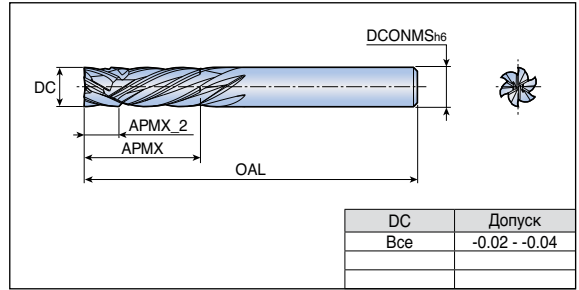 DCONMSh6
DC
APMX_2
APMX
OAL
DC Допуск
Все -0.02 - -0.04